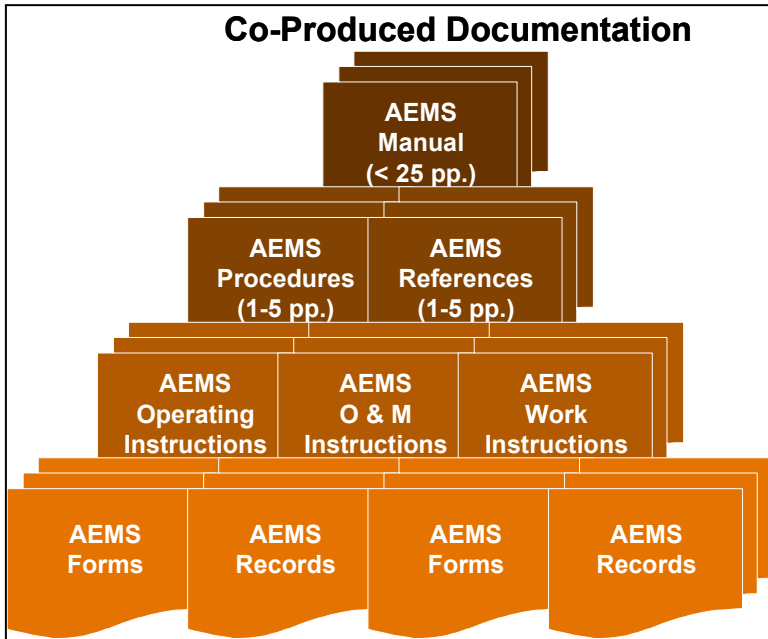 Co-Produced Documentation
AEMS
Manual
(< 25 pp.)
AEMS
Procedures
(1-5 pp.)
AEMS
References
(1-5 pp.)
AEMS
Operating
Instructions
AEMS
O & M
Instructions
AEMS
Work
Instructions
AEMS
Forms
AEMS
Records
AEMS
Forms
AEMS
Records